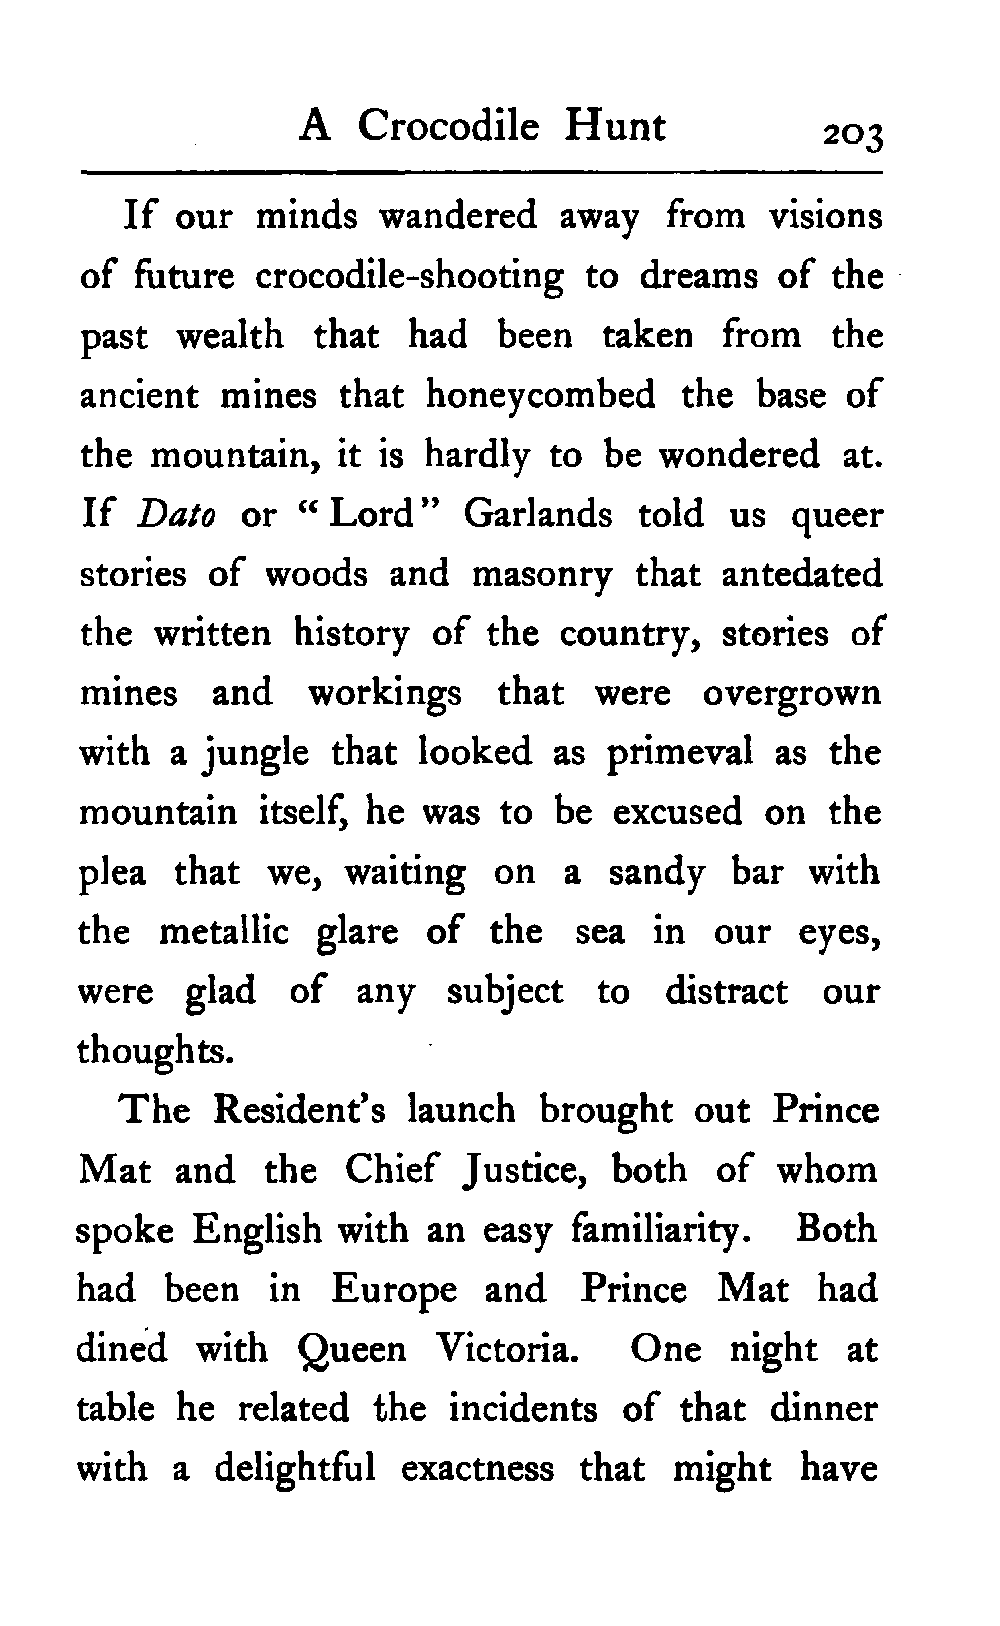 A Crocodile Hunt 203
If our minds wandered away from visions
of future crocodile-shooting to dreams of the
past wealth that had been taken from the
ancient mines that honeycombed the base of
the mountain, it is hardly to be wondered at.
If Dato or “ Lord” Garlands told us queer
stories of woods and masonry that antedated
the written history of the country, stories of
mines and workings that were overgrown
with a jungle that looked as primeval as the
mountain itself, he was to be excused on the
plea that we, waiting on a sandy bar with
the metallic glare of the sea in our eyes,
were glad of any subject to distract our
thoughts.
The Resident’s launch brought out Prince
Mat and the Chief Justice, both of whom
spoke English with an easy familiarity. Both
had been in Europe and Prince Mat had
dined with Queen Victoria. One night at
table he related the incidents of that dinner
with a delightful exactness that might have